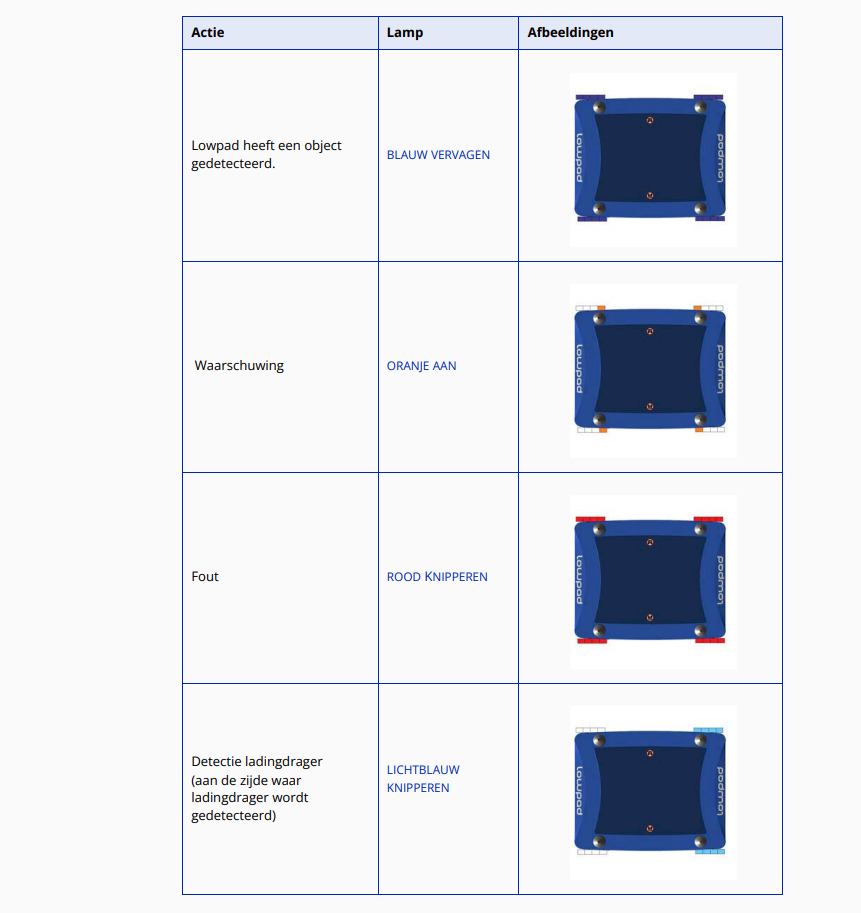 Actie Lamp Afbeeldingen
Lowpad heeft een object
gedetecteerd.
BLAUW VERVAGEN
lowpad lowpad
Waarschuwing
ORANJE AAN
lowpad lowpad
Fout
ROOD KNIPPEREN
lowpad lowpad
Detectie ladingdrager
(aan de zijde waar
ladingdrager wordt
gedetecteerd)
LICHTBLAUW
KNIPPEREN
lowpad lowpad